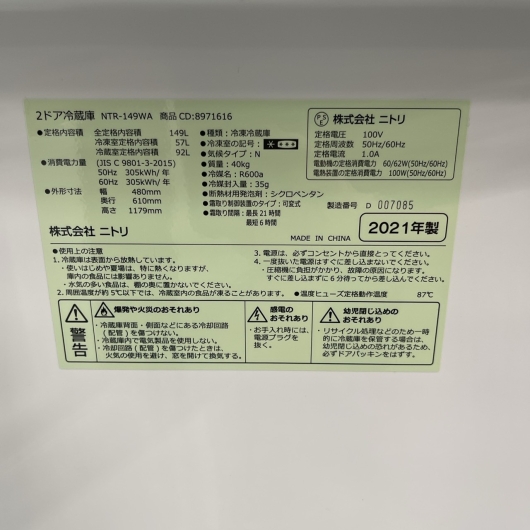 2ドア冷蔵庫 NTR-149WA 商品CD:8971616
●定格内容積 全定格内容積 149L
冷凍室定格内容積 57L
冷蔵室定格内容積 92L
●消費電力量 (JIS C 9801-3-2015)
50Hz 305kWh/年
60Hz 305kWh/年
●外形寸法 幅 480mm
奥行 610mm
高さ 1179mm
株式会社 ニトリ
●種類:冷凍冷蔵庫
●冷凍室の記号:
●気候タイプ:N
●質量:40kg
●冷媒名:R600a
●冷媒封入量:35g
●断熱材用発泡剤:シクロペンタン
●霜取り制御装置のタイプ:可変式
●霜取り間隔:最長 21時間
最短 6時間
PSE
株式会社 ニトリ
定格電圧 100V
定格周波数 50Hz/60Hz
定格電流 1.0A
電動機の定格消費電力 60/62W(50Hz/60Hz)
電熱装置の定格消費電力 100W(50Hz/60Hz)
製造番号 D 007085
MADE IN CHINA
2021年製
●使用上の注意
1.冷蔵庫は表面から放熱しています。
・使いはじめや夏場は、特に熱くなりますが、
庫内の食品には影響ありません。
・水気の多い食品は、棚の奥に置かないでください。
2.周囲温度が約5℃以下では、冷蔵室内の食品が凍ることがあります。
3.電源は、必ずコンセントから直接とってください。
4.一度抜いた電源はすぐに差し込まないでください。
・圧縮機に負担がかかり、故障の原因になります。
すぐに差し込まずに6分待ってから差し込んでください。
●温度ヒューズ定格動作温度 87℃
警告
爆発や火災のおそれあり
・冷蔵庫背面・側面などにある冷却回路
(配管)を傷つけない。
・冷蔵庫内で電気製品を使用しない。
・冷却回路(配管)を傷つけたときは、
火気の使用を避け、窓を開けて換気する。
感電の
おそれあり
・お手入れ時には、
電源プラグを
抜く。
幼児閉じ込めの
おそれあり
・リサイクル処理などのため一時
的に冷蔵庫を保管する場合は、
幼児閉じ込めの恐れがあるため、
必ずドアパッキンをはずす。